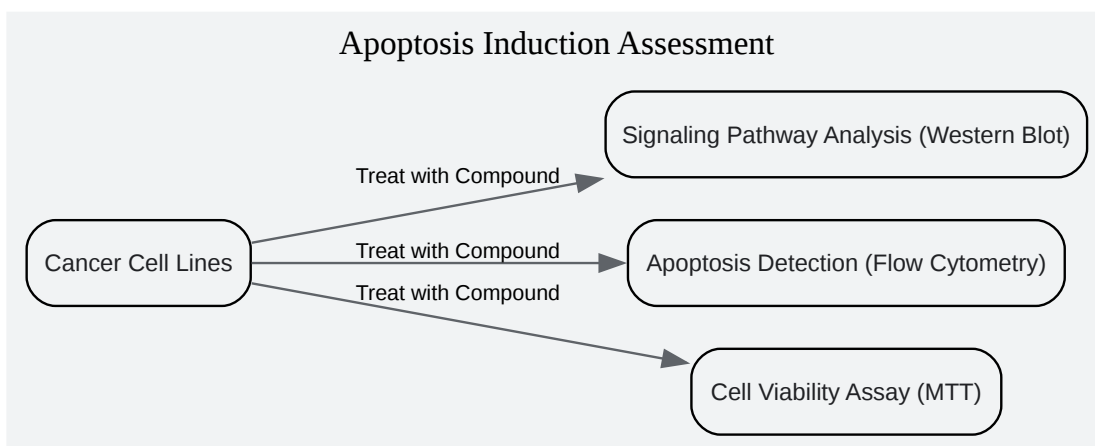 Apoptosis Induction Assessment
Signaling Pathway Analysis (Western Blot)
Treat with Compound
Cancer Cell Lines
Treat with Compound
Apoptosis Detection (Flow Cytometry)
Treat with Compound
Cell Viability Assay (MTT)